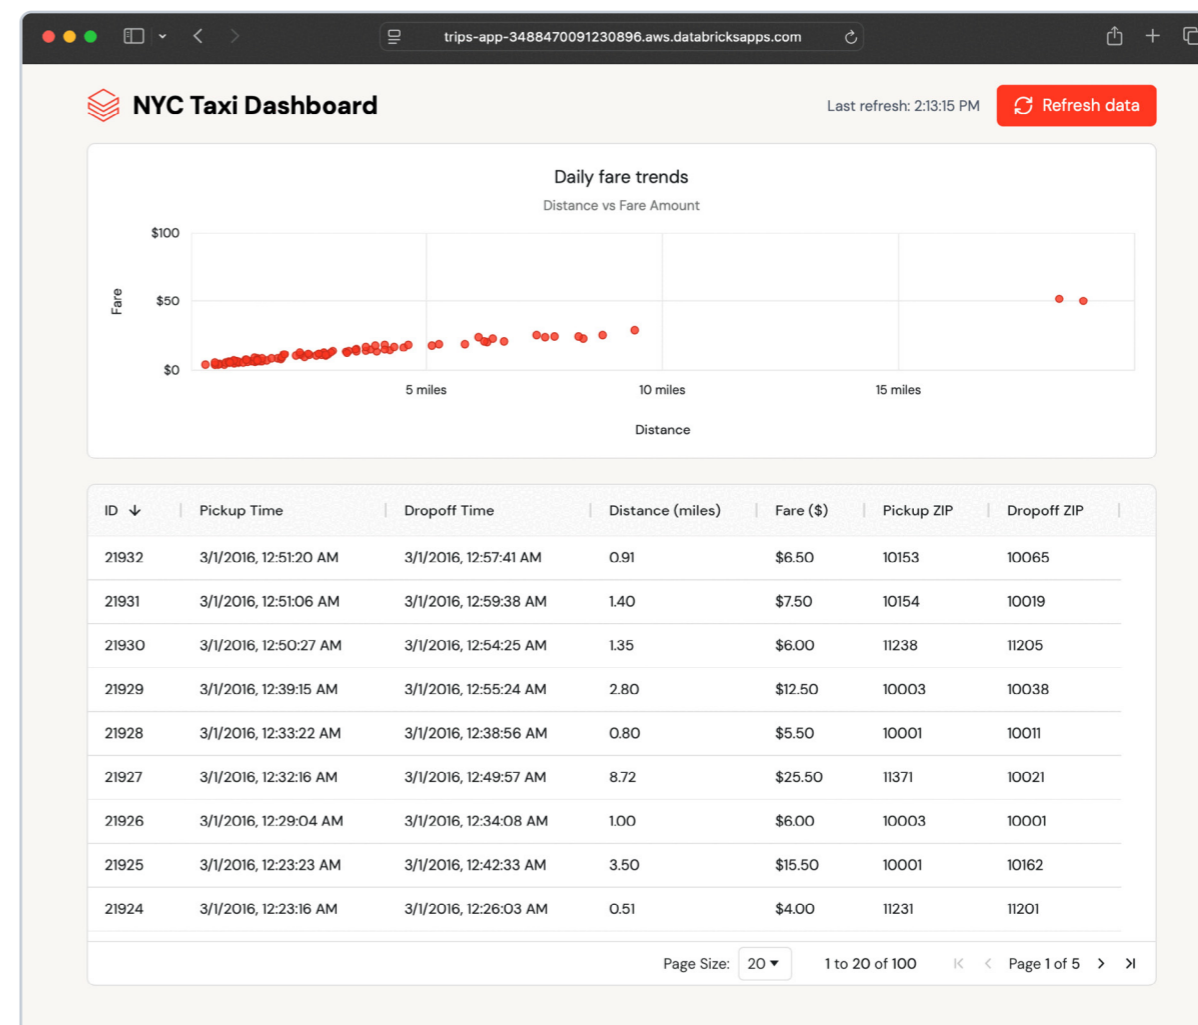 trips-app-3488470091230896.aws.databricksapps.com
NYC Taxi Dashboard
Last refresh: 2:13:15 PM
Refresh data
Daily fare trends
Distance vs Fare Amount
$100
$50
$0
Fare
5 miles 10 miles 15 miles
Distance
ID Pickup Time Dropoff Time Distance (miles) Fare ($) Pickup ZIP Dropoff ZIP
21932 3/1/2016, 12:51:20 AM 3/1/2016, 12:57:41 AM 0.91 $6.50 10153 10065
21931 3/1/2016, 12:51:06 AM 3/1/2016, 12:59:38 AM 1.40 $7.50 10154 10019
21930 3/1/2016, 12:50:27 AM 3/1/2016, 12:54:25 AM 1.35 $6.00 11238 11205
21929 3/1/2016, 12:39:15 AM 3/1/2016, 12:55:24 AM 2.80 $12.50 10003 10038
21928 3/1/2016, 12:33:22 AM 3/1/2016, 12:38:56 AM 0.80 $5.50 10001 10011
21927 3/1/2016, 12:32:16 AM 3/1/2016, 12:49:57 AM 8.72 $25.50 11371 10021
21926 3/1/2016, 12:29:04 AM 3/1/2016, 12:34:08 AM 1.00 $6.00 10003 10001
21925 3/1/2016, 12:23:23 AM 3/1/2016, 12:42:33 AM 3.50 $15.50 10001 10162
21924 3/1/2016, 12:23:16 AM 3/1/2016, 12:26:03 AM 0.51 $4.00 11231 11201
Page Size: 20 1 to 20 of 100 Page 1 of 5